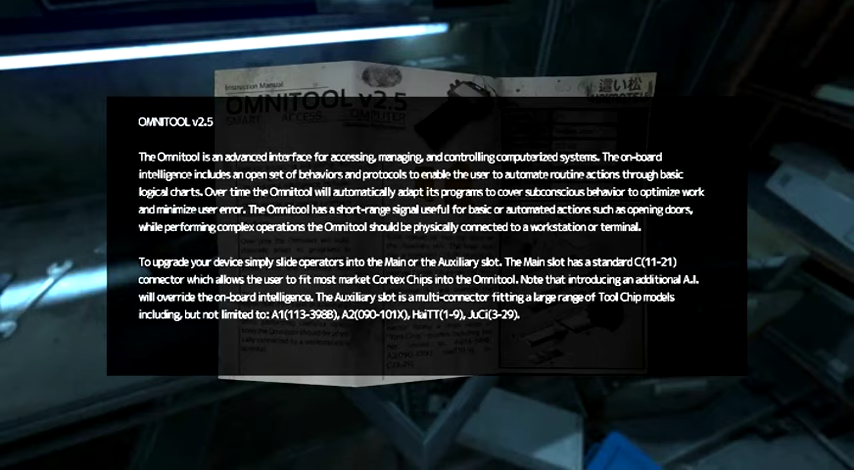 Instruction Manual
OMNITOOL v2.5
SMART ACCESS COMPUTER
遣い松
OMNITOOL v2.5
The Omnitool is an advanced interface for accessing, managing, and controlling computerized systems. The on-board
intelligence includes an open set of behaviors and protocols to enable the user to automate routine actions through basic
logical charts. Over time the Omnitool will automatically adapt its programs to cover subconscious behavior to optimize work
and minimize user error. The Omnitool has a short-range signal useful for basic or automated actions such as opening doors,
while performing complex operations the Omnitool should be physically connected to a workstation or terminal.
To upgrade your device simply slide operators into the Main or the Auxiliary slot. The Main slot has a standard C(11-21)
connector which allows the user to fit most market Cortex Chips into the Omnitool. Note that introducing an additional A.I.
will override the on-board intelligence. The Auxiliary slot is a multi-connector fitting a large range of Tool Chip models
including, but not limited to: A1(113-398B), A2(090-101X), HaiTT(1-9), JuCi(3-29).